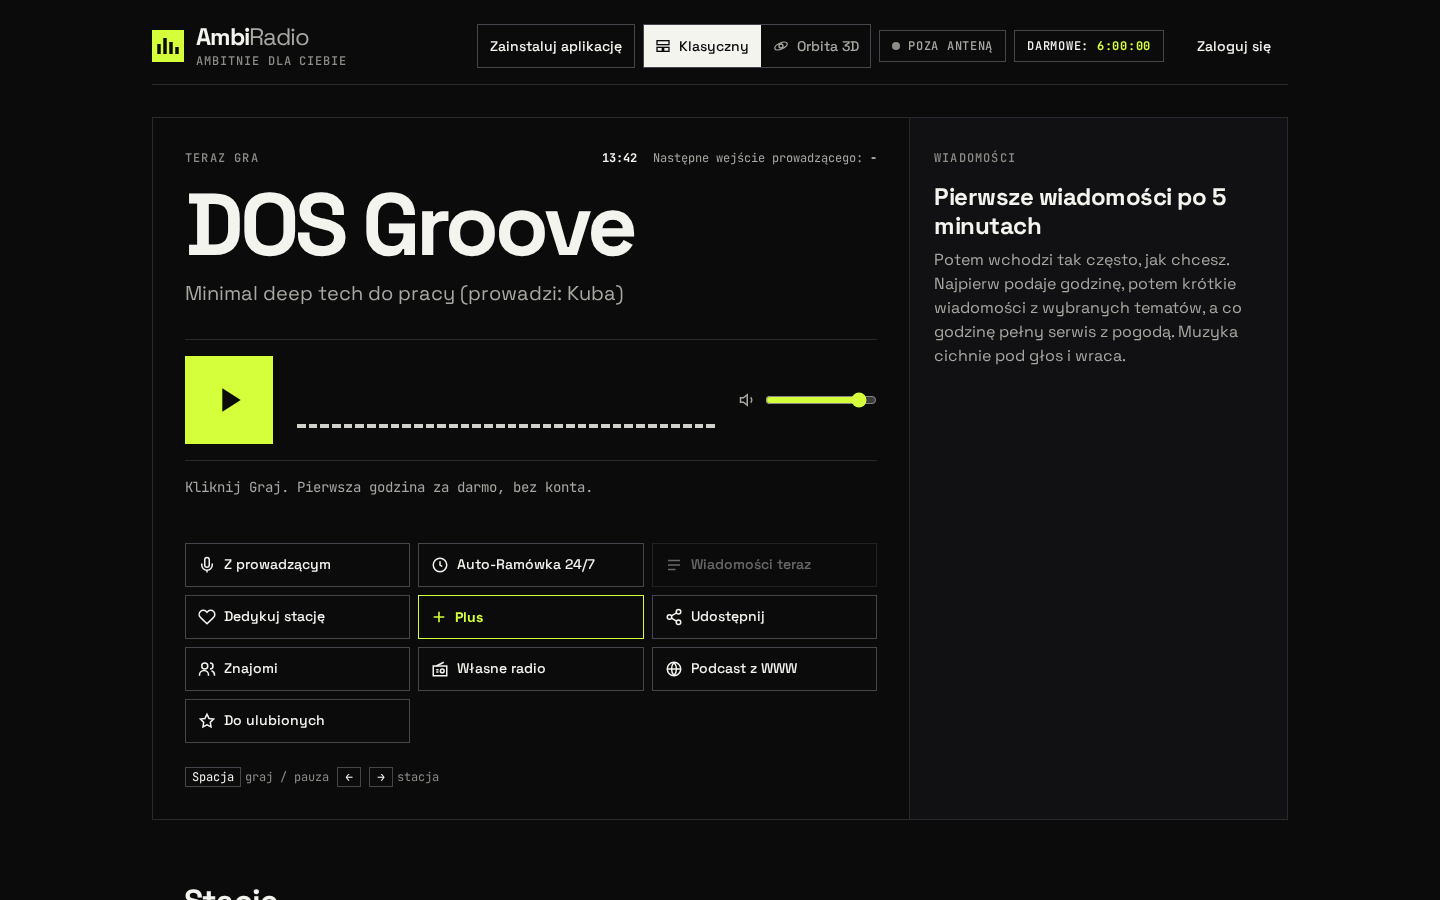 AmbiRadio
AMBITNIE DLA CIEBIE
Zainstaluj aplikację
Klasyczny
Orbita 3D
POZA ANTENĄ
DARMOWE: 6:00:00
Zaloguj się
TERAZ GRA
13:42 Następne wejście prowadzącego: -
DOS Groove
Minimal deep tech do pracy (prowadzi: Kuba)
Kliknij Graj. Pierwsza godzina za darmo, bez konta.
Z prowadzącym
Auto-Ramówka 24/7
Wiadomości teraz
Dedykuj stację
Plus
Udostępnij
Znajomi
Własne radio
Podcast z WWW
Do ulubionych
Spacja graj / pauza ← → stacja
WIADOMOŚCI
Pierwsze wiadomości po 5
minutach
Potem wchodzi tak często, jak chcesz.
Najpierw podaje godzinę, potem krótkie
wiadomości z wybranych tematów, a co
godzinę pełny serwis z pogodą. Muzyka
cichnie pod głos i wraca.